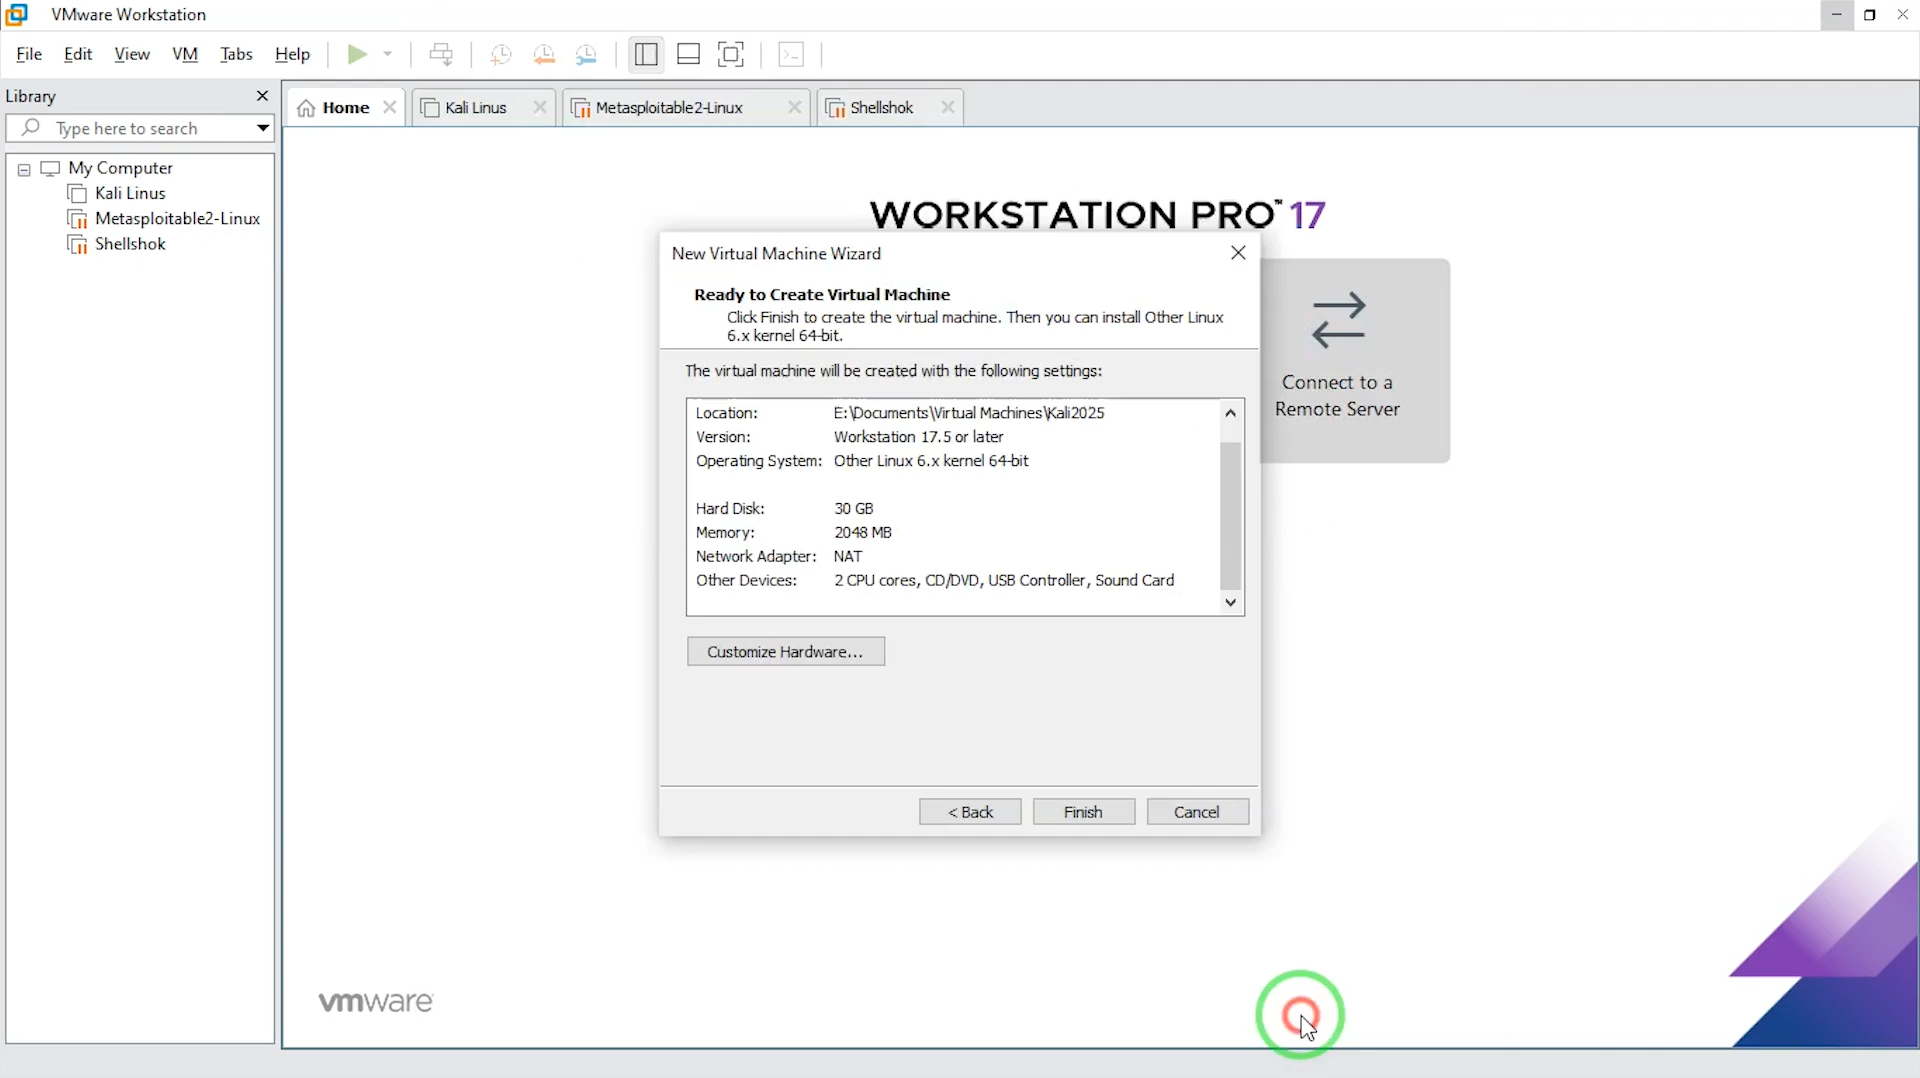 VMware Workstation
File Edit View VM Tabs Help
Library
Type here to search
My Computer
Kali Linus
Metasploitable2-Linux
Shellshok
Home Kali Linus Metasploitable2-Linux Shellshok
WORKSTATION PRO™ 17
New Virtual Machine Wizard
Ready to Create Virtual Machine
Click Finish to create the virtual machine. Then you can install Other Linux
6.x kernel 64-bit.
The virtual machine will be created with the following settings:
Location: E:\Documents\Virtual Machines\Kali2025
Version: Workstation 17.5 or later
Operating System: Other Linux 6.x kernel 64-bit
Hard Disk: 30 GB
Memory: 2048 MB
Network Adapter: NAT
Other Devices: 2 CPU cores, CD/DVD, USB Controller, Sound Card
Customize Hardware...
< Back Finish Cancel
Connect to a
Remote Server
vmware